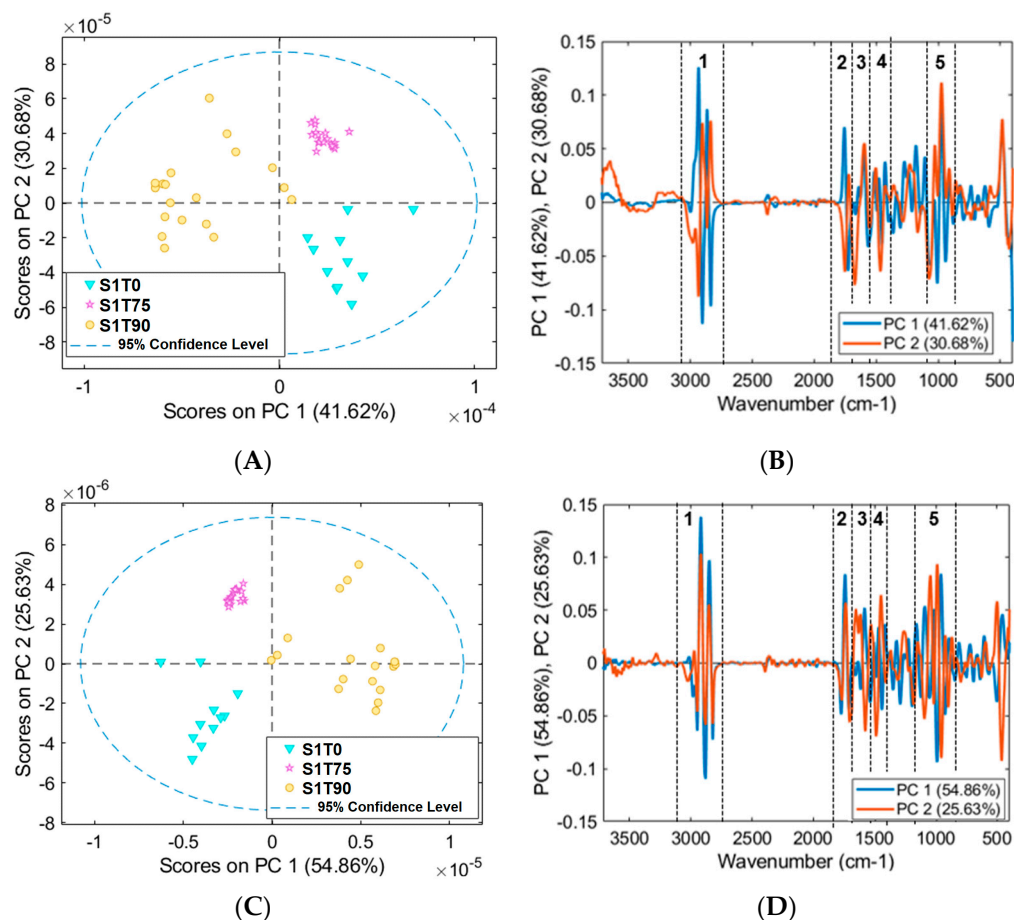 ×10⁻⁵
8
6
4
2
0
-2
-4
-6
-8
Scores on PC 2 (30.68%)
S1T0
S1T75
S1T90
95% Confidence Level
-1
0
1
Scores on PC 1 (41.62%)
×10⁻⁴
(A)
0.15
0.1
0.05
0
-0.05
-0.1
-0.15
PC 1 (41.62%), PC 2 (30.68%)
1
2
3
4
5
PC 1 (41.62%)
PC 2 (30.68%)
3500
3000
2500
2000
1500
1000
500
Wavenumber (cm-1)
(B)
×10⁻⁶
8
6
4
2
0
-2
-4
-6
-8
Scores on PC 2 (25.63%)
S1T0
S1T75
S1T90
95% Confidence Level
-1
-0.5
0
0.5
1
Scores on PC 1 (54.86%)
×10⁻⁵
(C)
0.15
0.1
0.05
0
-0.05
-0.1
-0.15
PC 1 (54.86%), PC 2 (25.63%)
1
2
3
4
5
PC 1 (54.86%)
PC 2 (25.63%)
3500
3000
2500
2000
1500
1000
500
Wavenumber (cm-1)
(D)